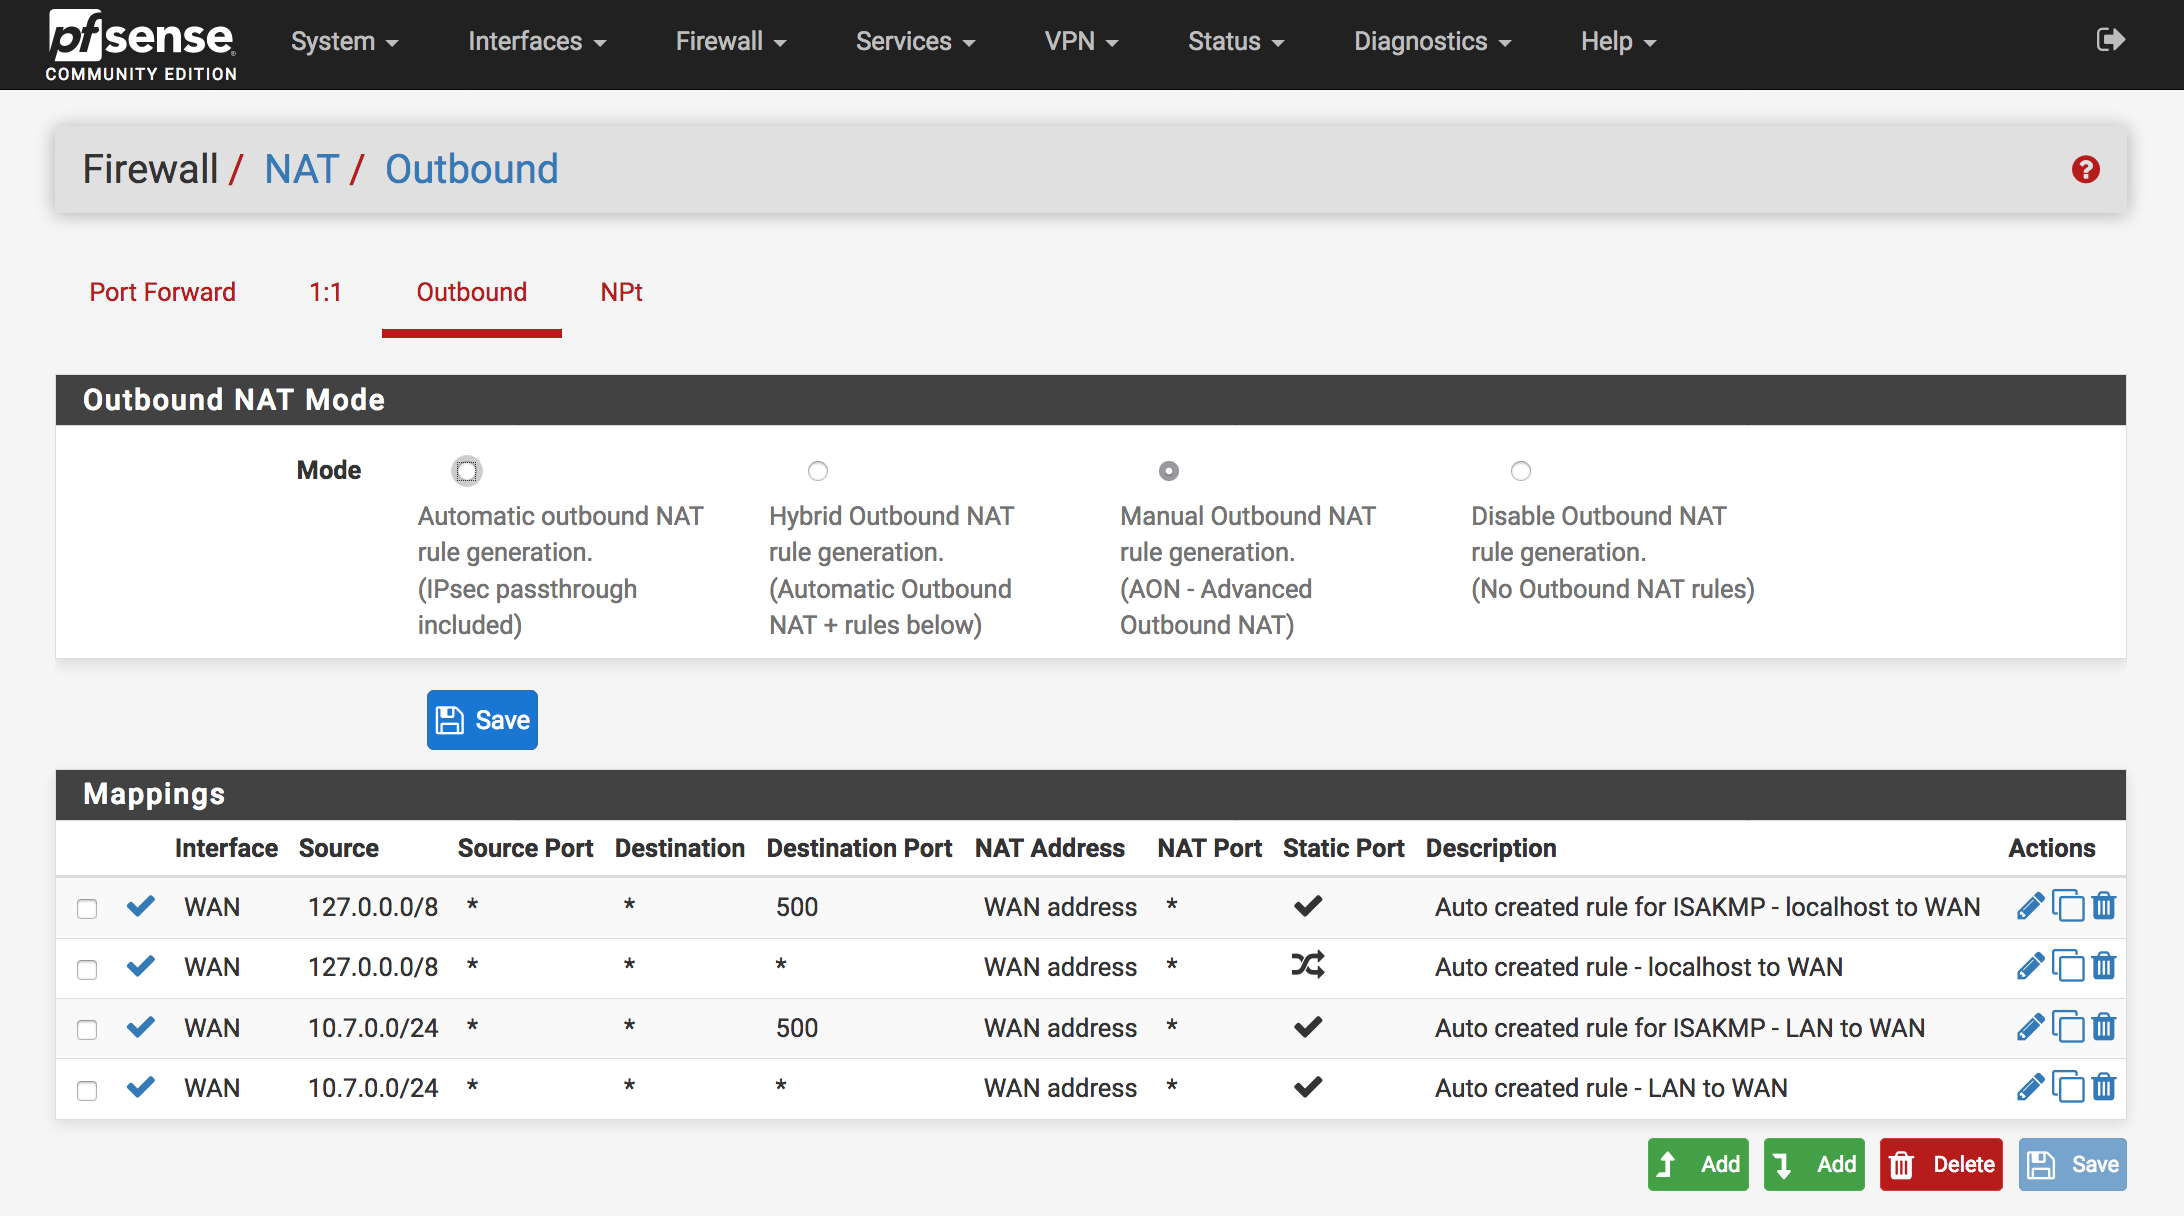 pfsense
COMMUNITY EDITION
System
Interfaces
Firewall
Services
VPN
Status
Diagnostics
Help
Firewall / NAT / Outbound
Port Forward
1:1
Outbound
NPt
Outbound NAT Mode
Mode
Automatic outbound NAT
rule generation.
(IPsec passthrough
included)
Hybrid Outbound NAT
rule generation.
(Automatic Outbound
NAT + rules below)
Manual Outbound NAT
rule generation.
(AON - Advanced
Outbound NAT)
Disable Outbound NAT
rule generation.
(No Outbound NAT rules)
Save
Mappings
Interface Source Source Port Destination Destination Port NAT Address NAT Port Static Port Description Actions
WAN 127.0.0.0/8 * * 500 WAN address * Auto created rule for ISAKMP - localhost to WAN
WAN 127.0.0.0/8 * * * WAN address * Auto created rule - localhost to WAN
WAN 10.7.0.0/24 * * 500 WAN address * Auto created rule for ISAKMP - LAN to WAN
WAN 10.7.0.0/24 * * * WAN address * Auto created rule - LAN to WAN
Add
Add
Delete
Save